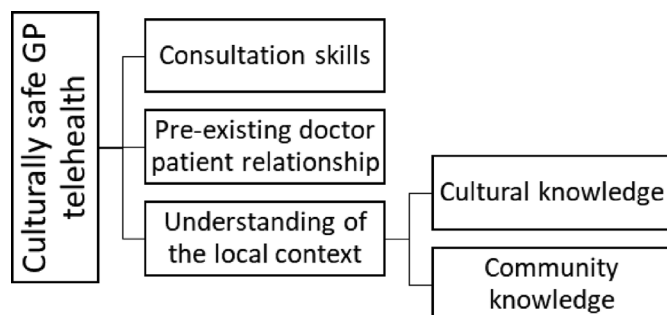 Culturally safe GP
telehealth
Consultation skills
Pre-existing doctor
patient relationship
Understanding of
the local context
Cultural knowledge
Community
knowledge